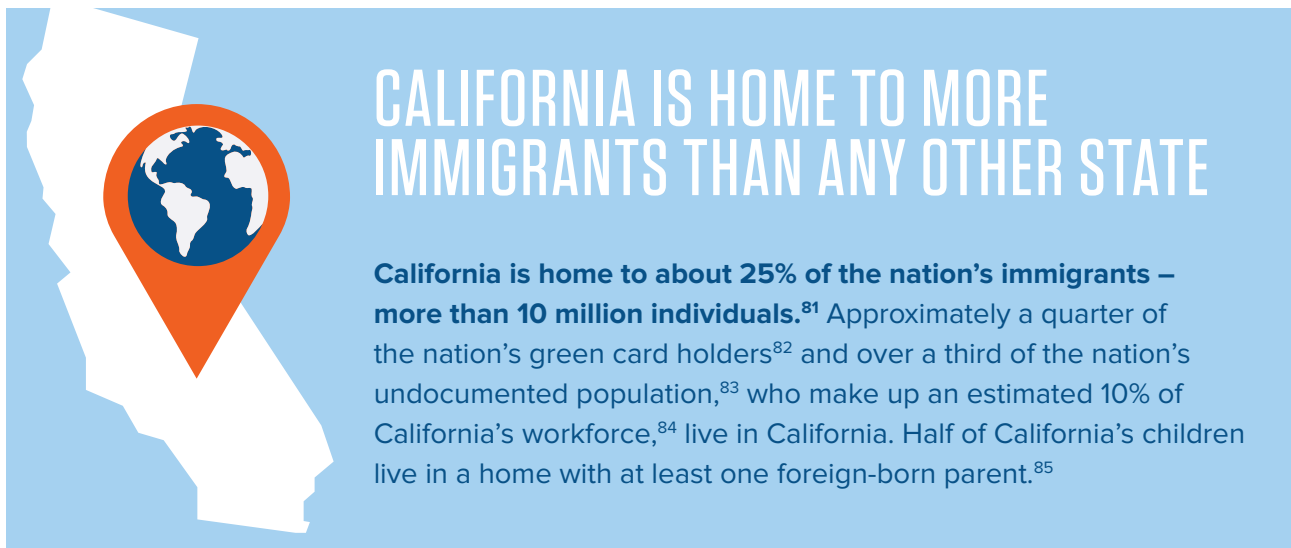 CALIFORNIA IS HOME TO MORE
IMMIGRANTS THAN ANY OTHER STATE
California is home to about 25% of the nation’s immigrants –
more than 10 million individuals.81 Approximately a quarter of
the nation’s green card holders82 and over a third of the nation’s
undocumented population,83 who make up an estimated 10% of
California’s workforce,84 live in California. Half of California’s children
live in a home with at least one foreign-born parent.85